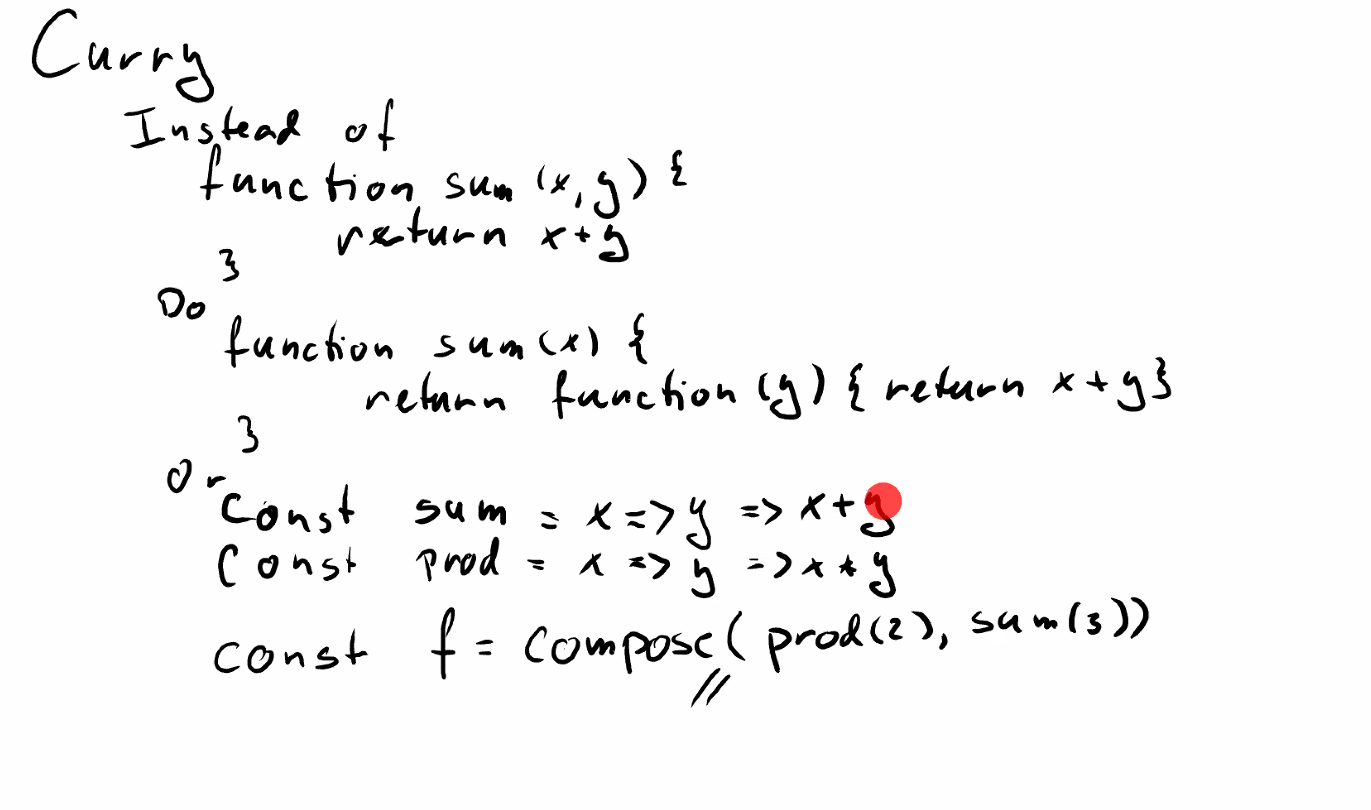 Curry
Instead of
function sum (x, y) {
return x + y
}
Do
function sum (x) {
return function (y) { return x + y }
}
Or
Const sum = x => y => x + y
Const prod = x => y => x * y
const f = compose( prod(2), sum(3))